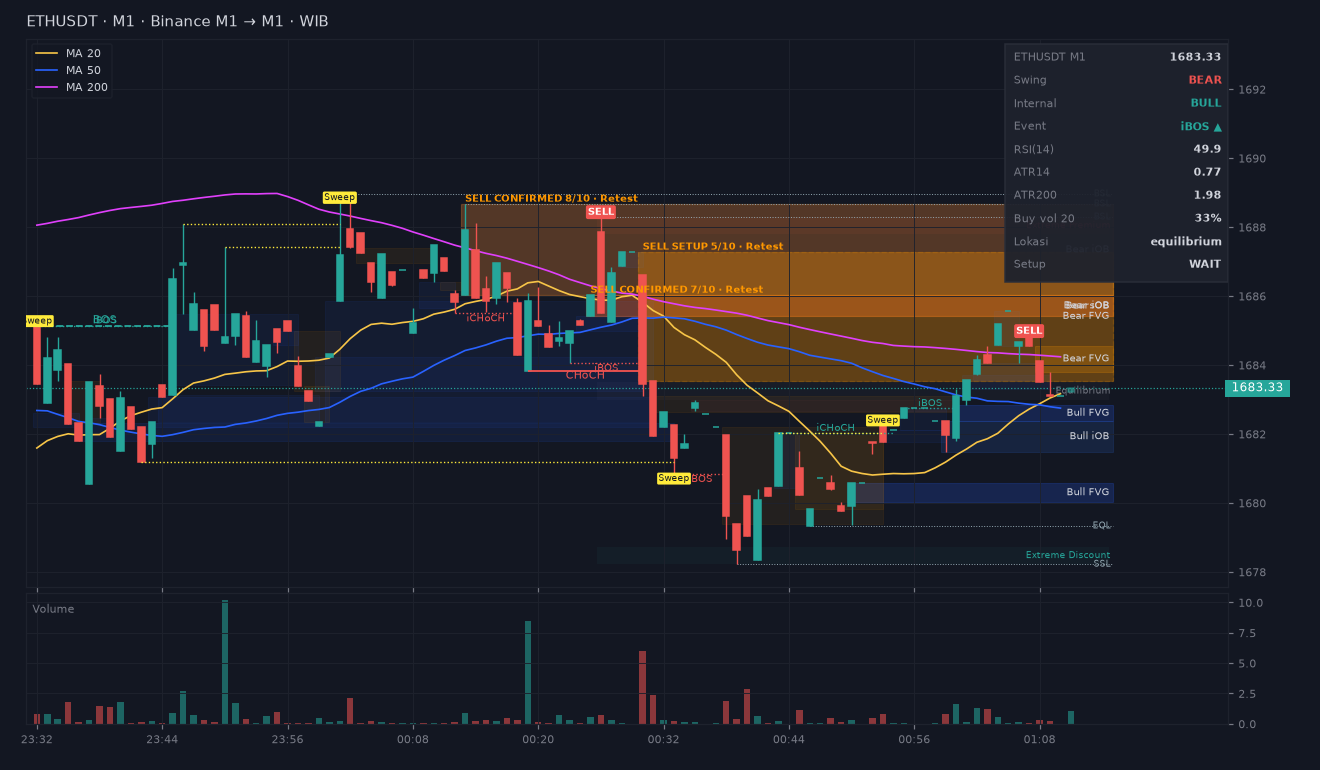 ETHUSDT · M1 · Binance M1 → M1 · WIB
MA 20
MA 50
MA 200
ETHUSDT M1 1683.33
Swing BEAR
Internal BULL
Event iBOS ▲
RSI(14) 49.9
ATR14 0.77
ATR200 1.98
Buy vol 20 33%
Lokasi equilibrium
Setup WAIT
1692
1690
1688
1686
1684
1683.33
1682
1680
1678
Sweep
SELL CONFIRMED 8/10 · Retest
SELL
SELL SETUP 5/10 · Retest
SELL CONFIRMED 7/10 · Retest
weep
BOS
iCHoCH
iBOS
CHoCH
Bear FVG
SELL
Bear FVG
Equilibrium
iBOS
Bull FVG
Sweep
iCHoCH
Bull iOB
Sweep
BOS
Bull FVG
EQL
Extreme Discount
SSL
Volume
10.0
7.5
5.0
2.5
0.0
23:32
23:44
23:56
00:08
00:20
00:32
00:44
00:56
01:08